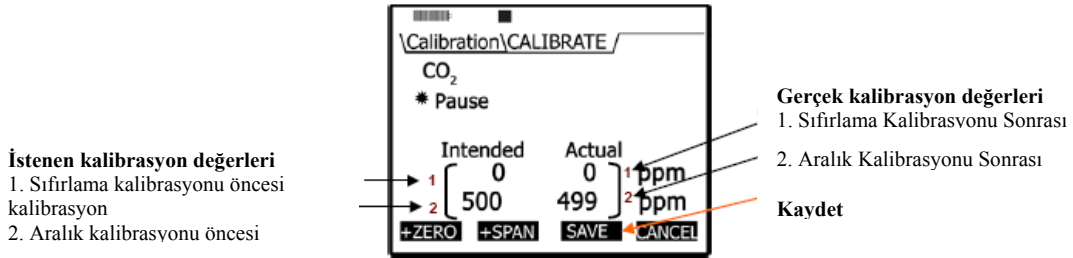 \Calibration\CALIBRATE /
CO2
* Pause
Intended Actual
1 0 0 1 ppm
2 500 499 2 ppm
+ZERO +SPAN SAVE CANCEL
İstenen kalibrasyon değerleri
1. Sıfırlama kalibrasyonu öncesi
kalibrasyon
2. Aralık kalibrasyonu öncesi
Gerçek kalibrasyon değerleri
1. Sıfırlama Kalibrasyonu Sonrası
2. Aralık Kalibrasyonu Sonrası
Kaydet